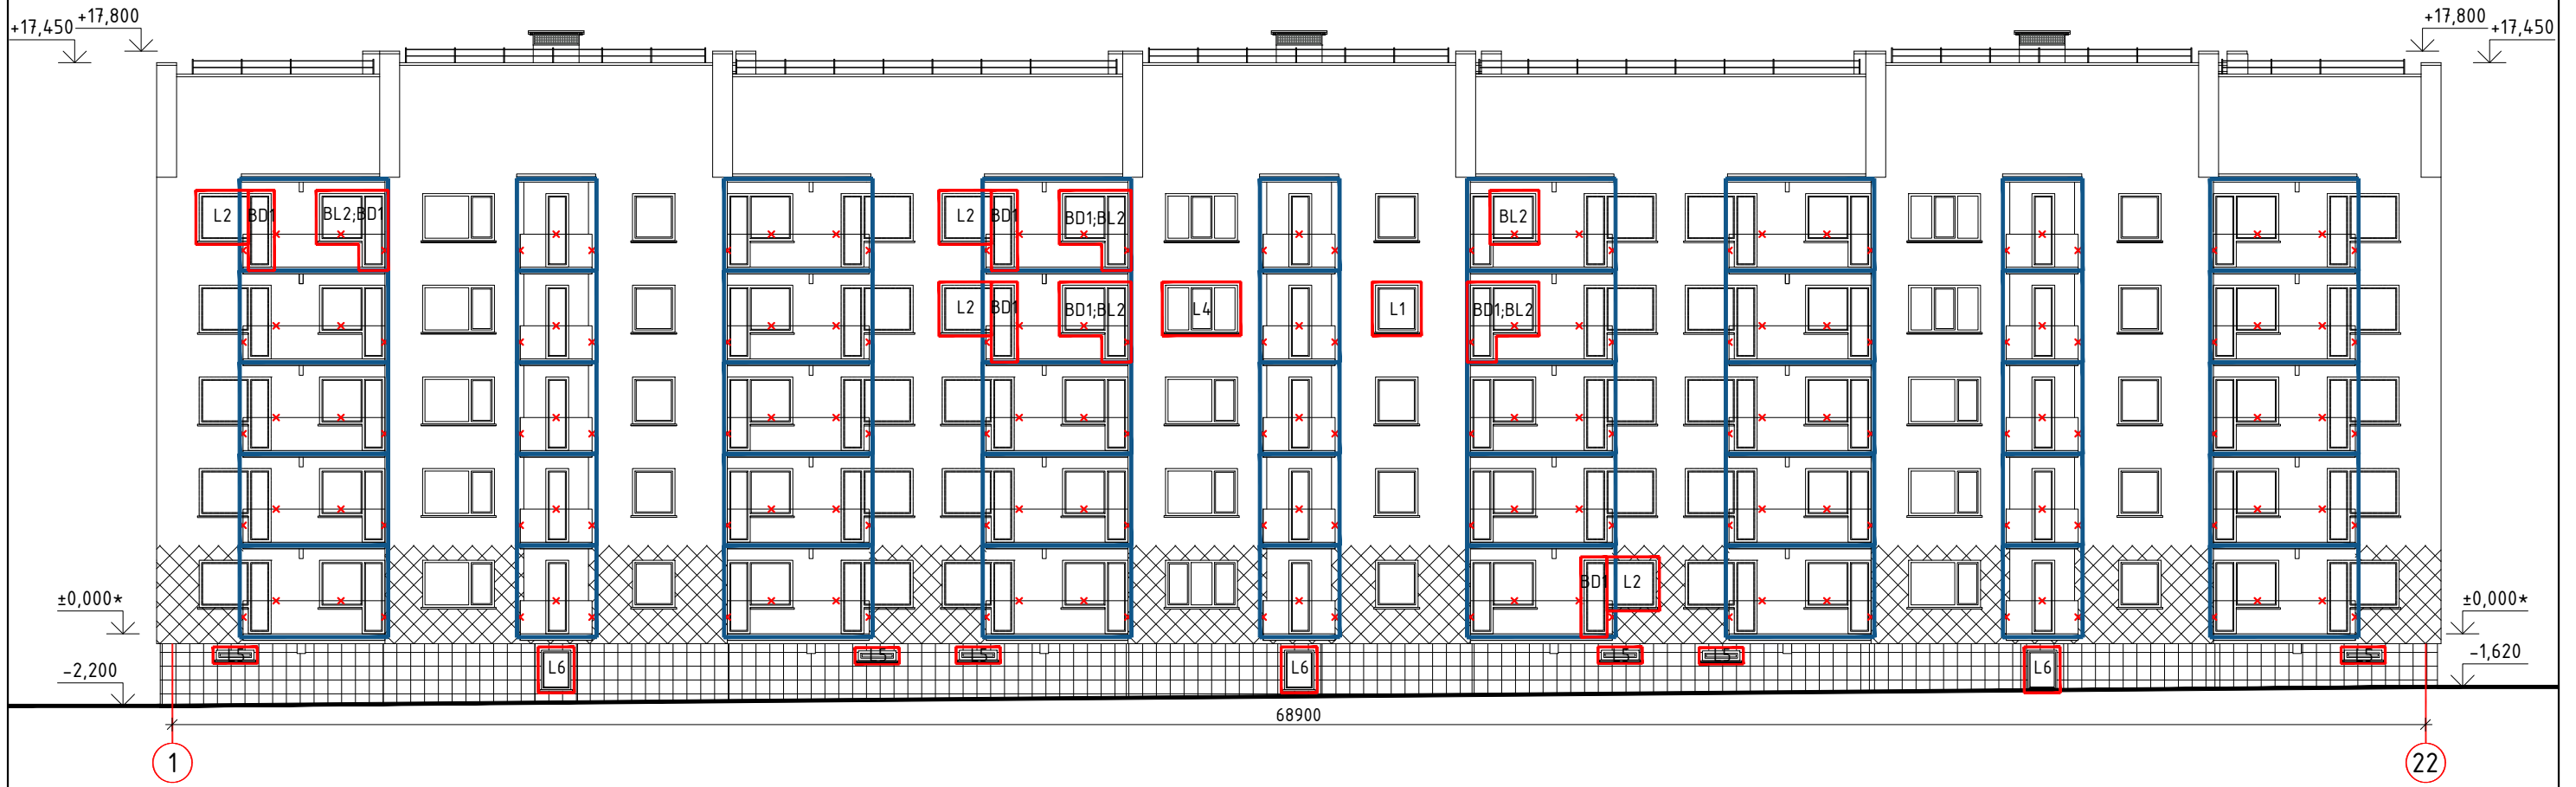 +17,450 +17,800 +17,800 +17,450
L2 BD1 BL2;BD1 L2 BD1 BD1;BL2 BL2
L2 BD1 BD1;BL2 L4 L1 BD1;BL2
BD1 L2
±0,000* ±0,000*
L5 L5 L5 L5 L5 L5
-2,200 L6 L6 L6 -1,620
68900
1 22